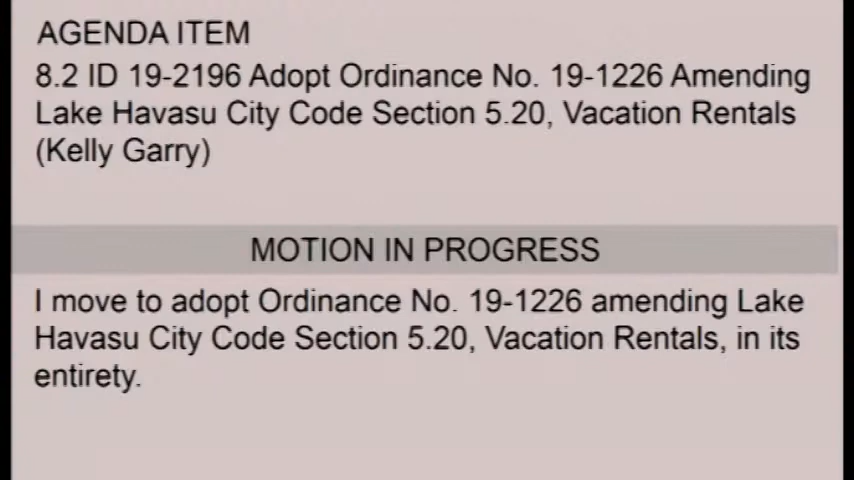 AGENDA ITEM
8.2 ID 19-2196 Adopt Ordinance No. 19-1226 Amending
Lake Havasu City Code Section 5.20, Vacation Rentals
(Kelly Garry)
MOTION IN PROGRESS
I move to adopt Ordinance No. 19-1226 amending Lake
Havasu City Code Section 5.20, Vacation Rentals, in its
entirety.